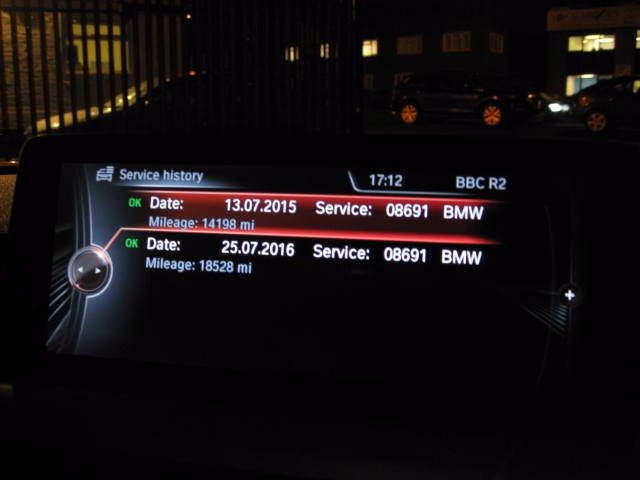 Service history 17:12 BBC R2
OK Date: 13.07.2015 Service: 08691 BMW
Mileage: 14198 mi
OK Date: 25.07.2016 Service: 08691 BMW
Mileage: 18528 mi